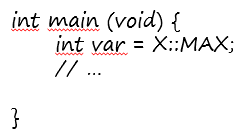 int main (void) {
int var = X::MAX;
// ...
}